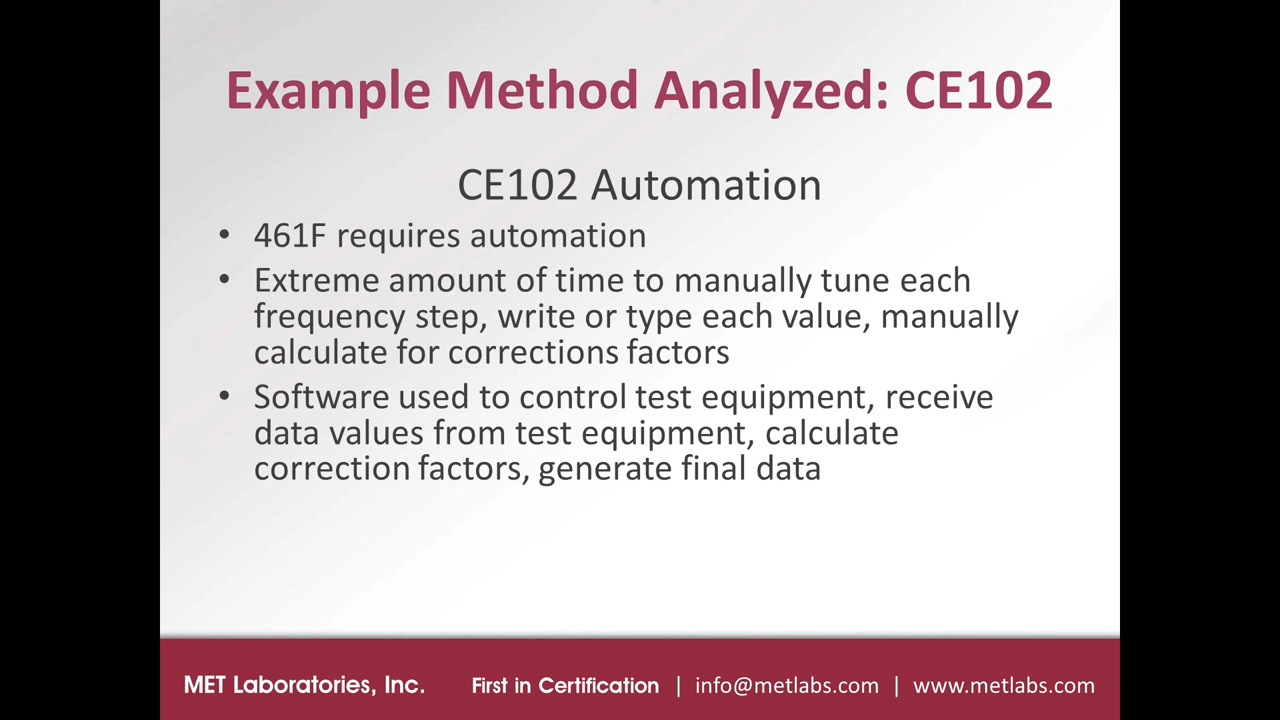 Example Method Analyzed: CE102
CE102 Automation
• 461F requires automation
• Extreme amount of time to manually tune each
frequency step, write or type each value, manually
calculate for corrections factors
• Software used to control test equipment, receive
data values from test equipment, calculate
correction factors, generate final data
MET Laboratories, Inc. First in Certification | info@metlabs.com | www.metlabs.com